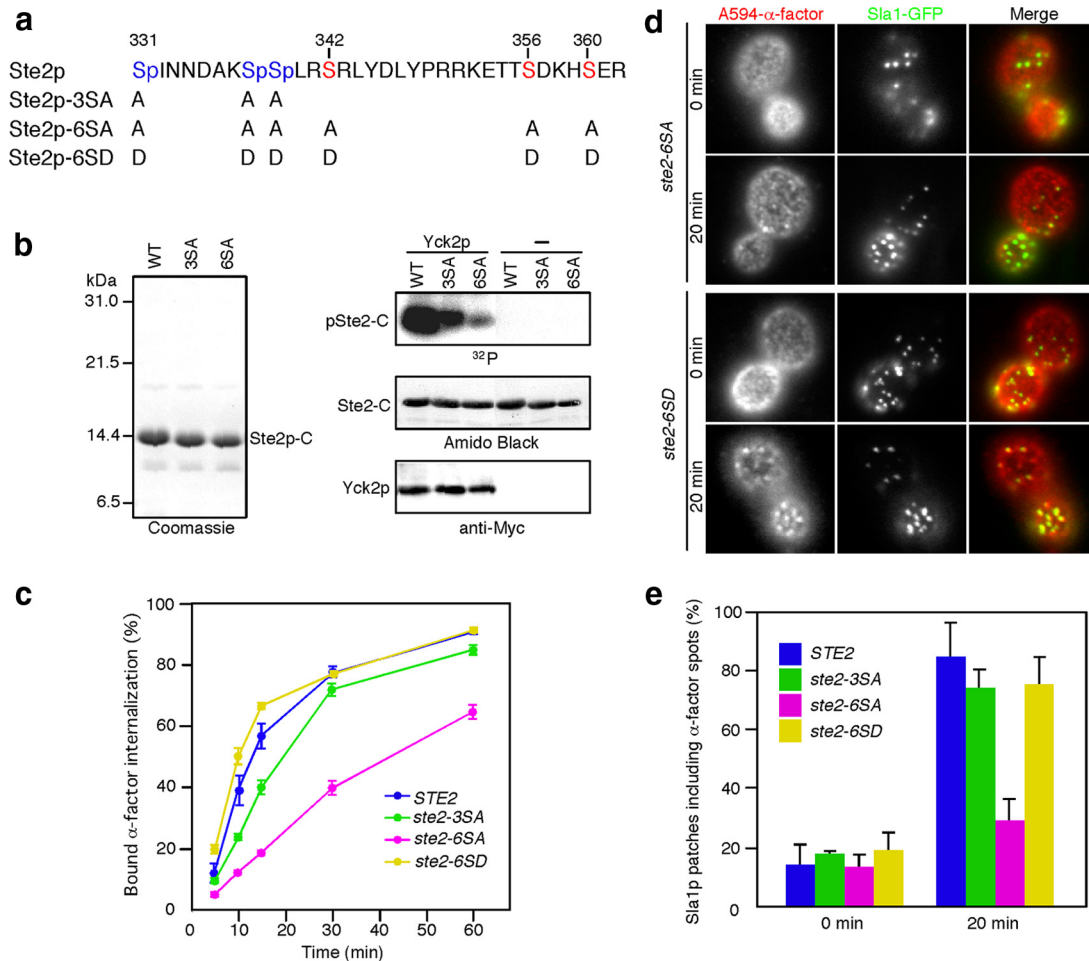 a
331 342 356 360
Ste2p SpINNDAKSpSpLRSRLYDLYPRRKETTSDKHSER
Ste2p-3SA A A A
Ste2p-6SA A A A A A A
Ste2p-6SD D D D D D D
b
WT 3SA 6SA
kDa
31.0
21.5
14.4
6.5
Ste2p-C
Coomassie
Yck2p –
WT 3SA 6SA WT 3SA 6SA
pSte2-C
32P
Ste2-C
Amido Black
Yck2p
anti-Myc
c
Bound α-factor internalization (%)
100
80
60
40
20
0
0 10 20 30 40 50 60
Time (min)
STE2
ste2-3SA
ste2-6SA
ste2-6SD
d
A594-α-factor Sla1-GFP Merge
ste2-6SA
0 min
20 min
ste2-6SD
0 min
20 min
e
Sla1p patches including α-factor spots (%)
100
80
60
40
20
0
STE2
ste2-3SA
ste2-6SA
ste2-6SD
0 min 20 min